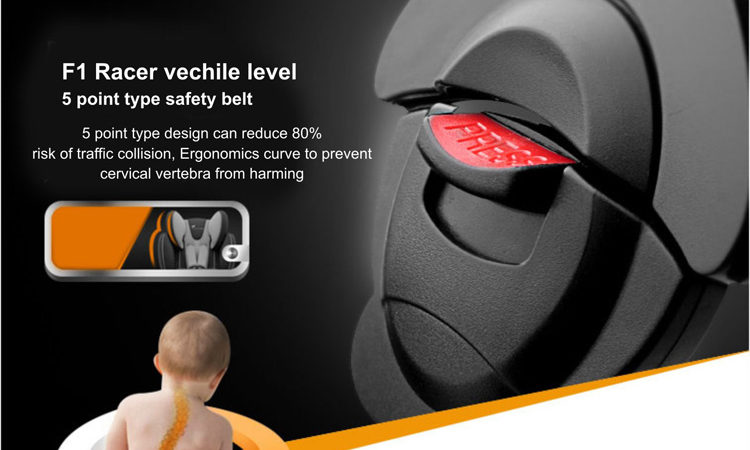 F1 Racer vechile level
5 point type safety belt
5 point type design can reduce 80%
risk of traffic collision, Ergonomics curve to prevent
cervical vertebra from harming
PRESS